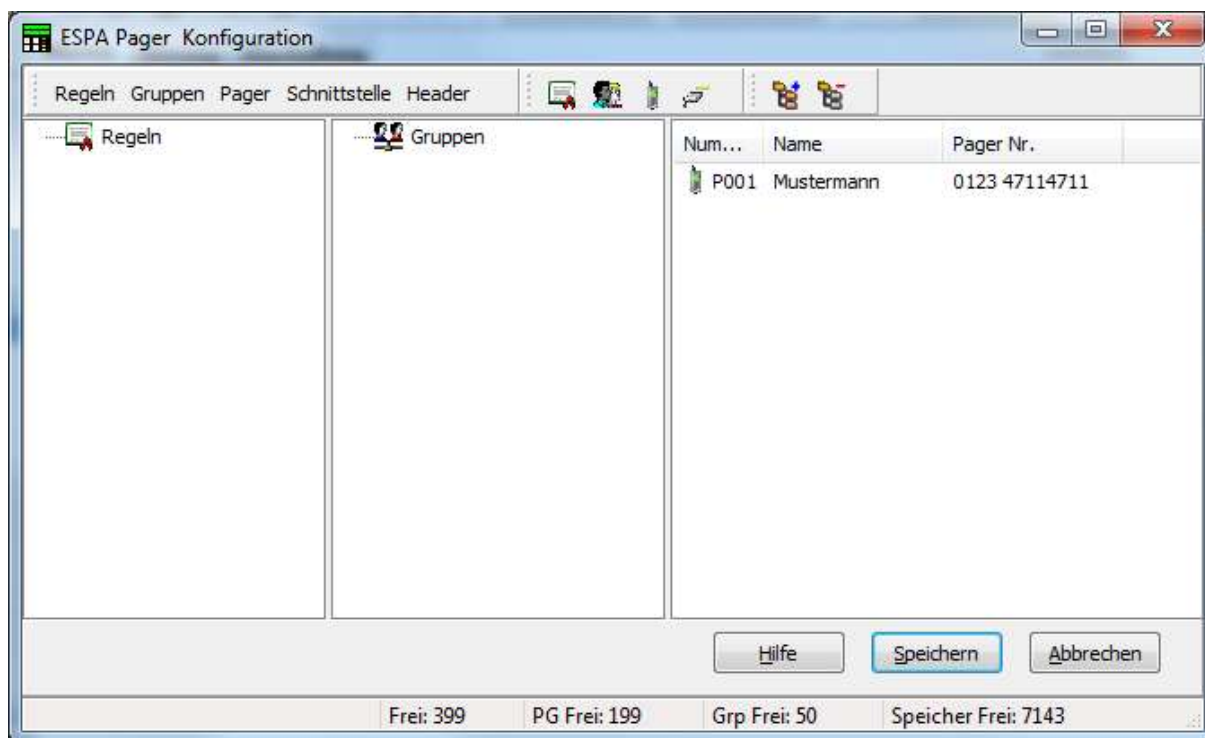 ESPA Pager Konfiguration
Regeln Gruppen Pager Schnittstelle Header
Regeln
Gruppen
Num... Name Pager Nr.
P001 Mustermann 0123 47114711
Hilfe Speichern Abbrechen
Frei: 399 PG Frei: 199 Grp Frei: 50 Speicher Frei: 7143